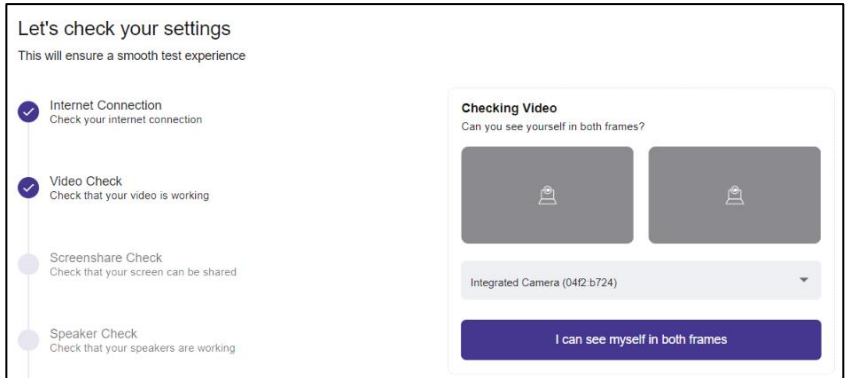 Let's check your settings
This will ensure a smooth test experience
Internet Connection
Check your internet connection
Video Check
Check that your video is working
Screenshare Check
Check that your screen can be shared
Speaker Check
Check that your speakers are working
Checking Video
Can you see yourself in both frames?
Integrated Camera (04f2:b724)
I can see myself in both frames